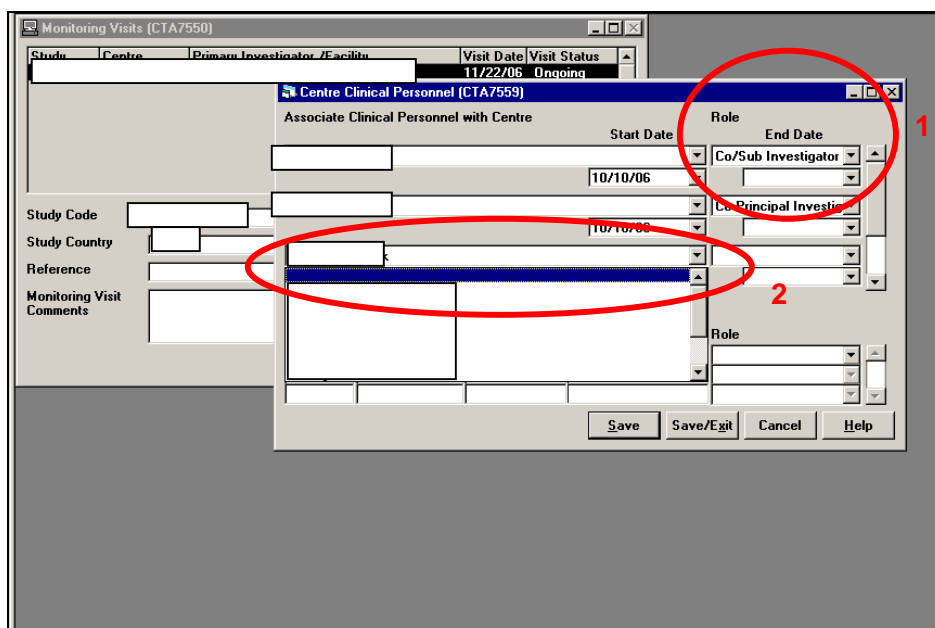 Monitoring Visits (CTA7550)
Study Centre Primary Investigator /Facility Visit Date Visit Status
11/22/06 Ongoing
Centre Clinical Personnel (CTA7559)
Associate Clinical Personnel with Centre Role
Start Date End Date
1
Co/Sub Investigator
10/10/06
Study Code
Co-Principal Investig
Study Country
Reference
2
Monitoring Visit
Comments
Role
Save Save/Exit Cancel Help